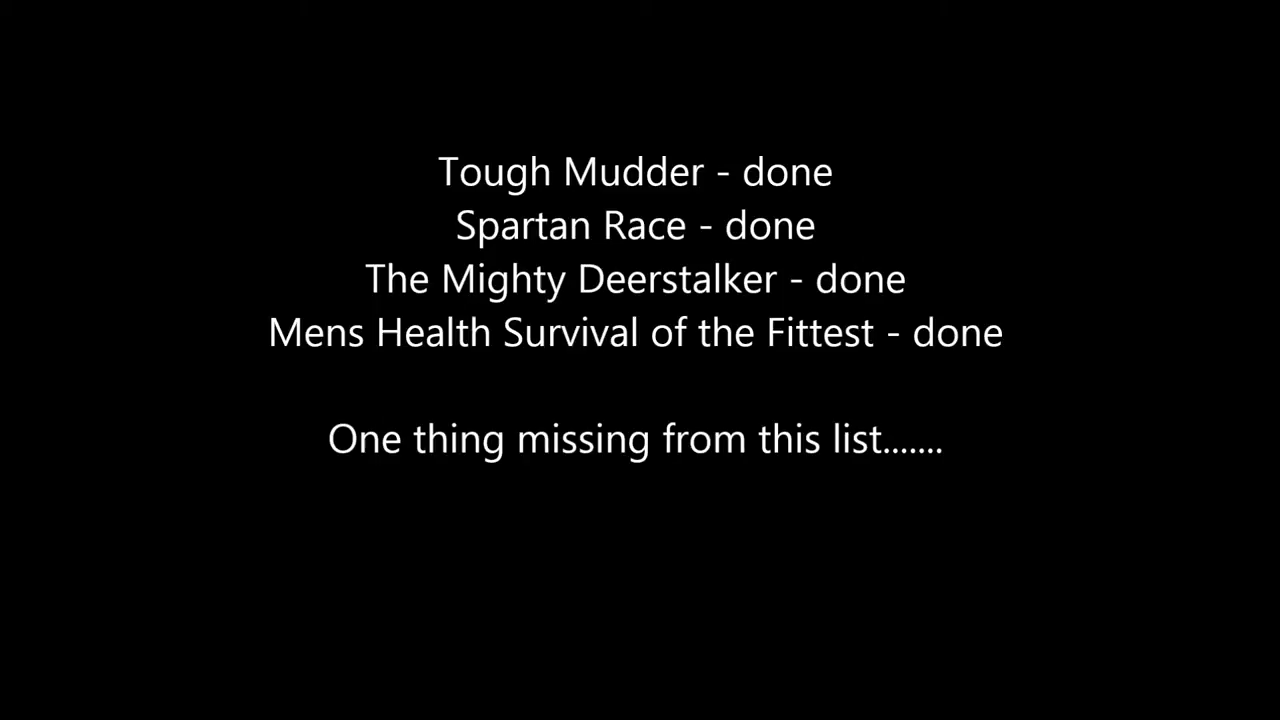 Tough Mudder - done
Spartan Race - done
The Mighty Deerstalker - done
Mens Health Survival of the Fittest - done
One thing missing from this list.......